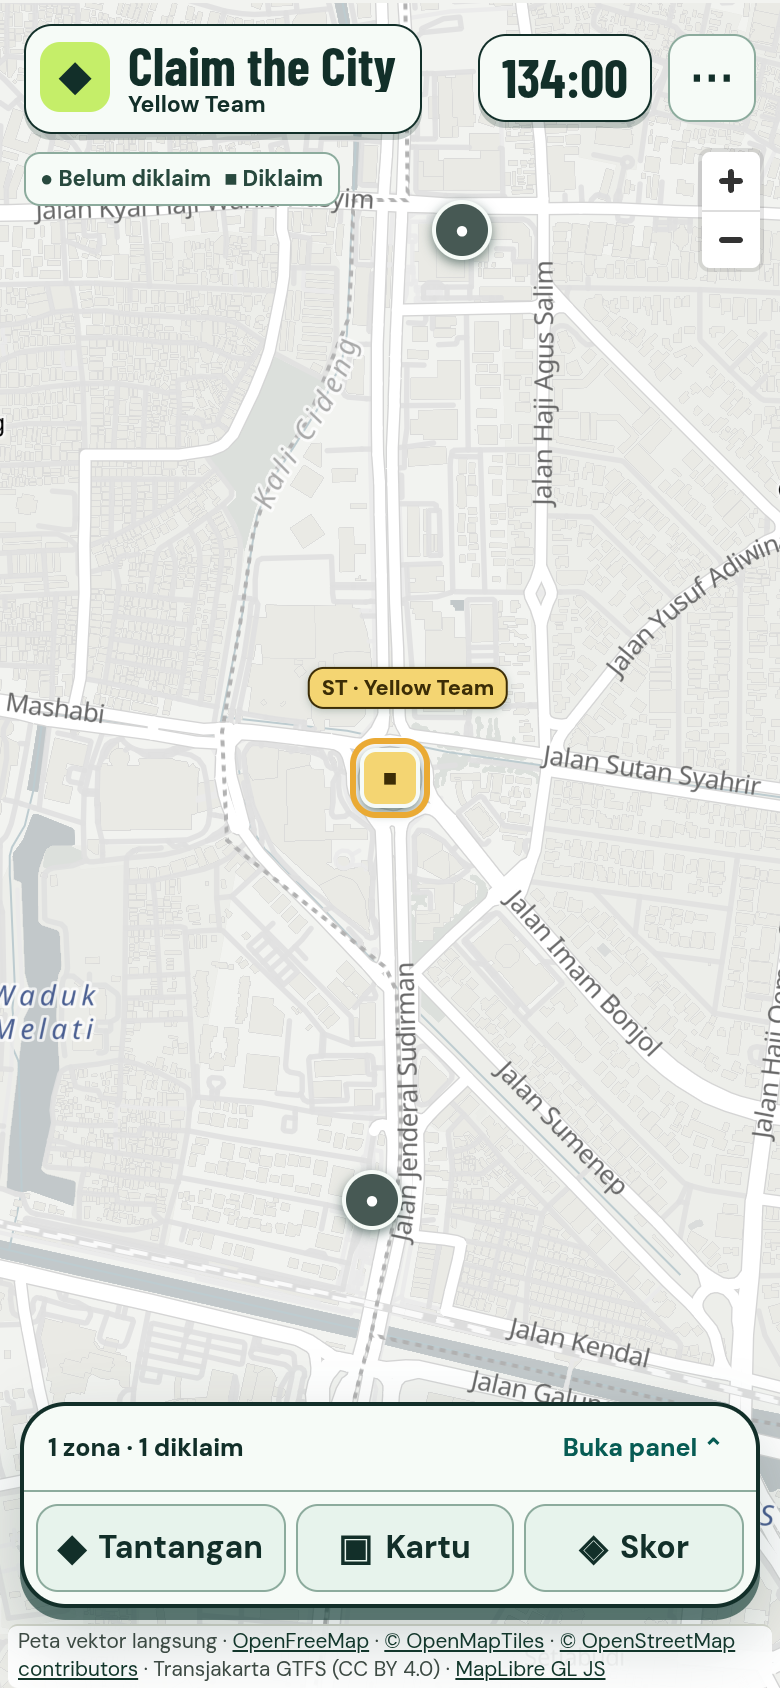 Claim the City
Yellow Team
134:00
● Belum diklaim ■ Diklaim
Jalan Haji Agus Salim
Kali Cideng
Jalan Yusuf Adiwin
Mashabi
ST · Yellow Team
Jalan Sutan Syahrir
Jalan Imam Bonjol
Waduk
Melati
Jalan Jenderal Sudirman
Jalan Sumenep
Jalan Kendal
1 zona · 1 diklaim
Buka panel
Tantangan
Kartu
Skor
Peta vektor langsung · OpenFreeMap · © OpenMapTiles · © OpenStreetMap
contributors · Transjakarta GTFS (CC BY 4.0) · MapLibre GL JS